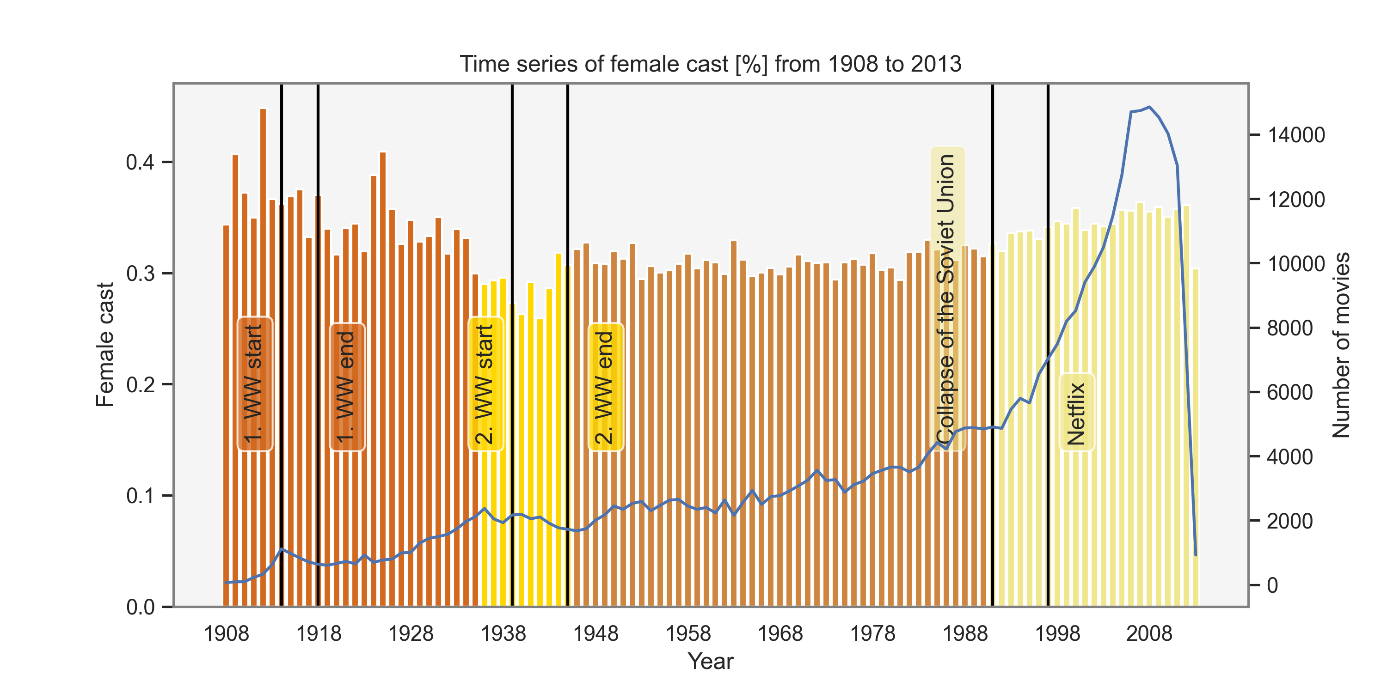 Time series of female cast [%] from 1908 to 2013
Female cast
0.4
0.3
0.2
0.1
0.0
1. WW start
1. WW end
2. WW start
2. WW end
Collapse of the Soviet Union
Netflix
14000
12000
10000
8000
6000
4000
2000
0
Number of movies
1908 1918 1928 1938 1948 1958 1968 1978 1988 1998 2008
Year